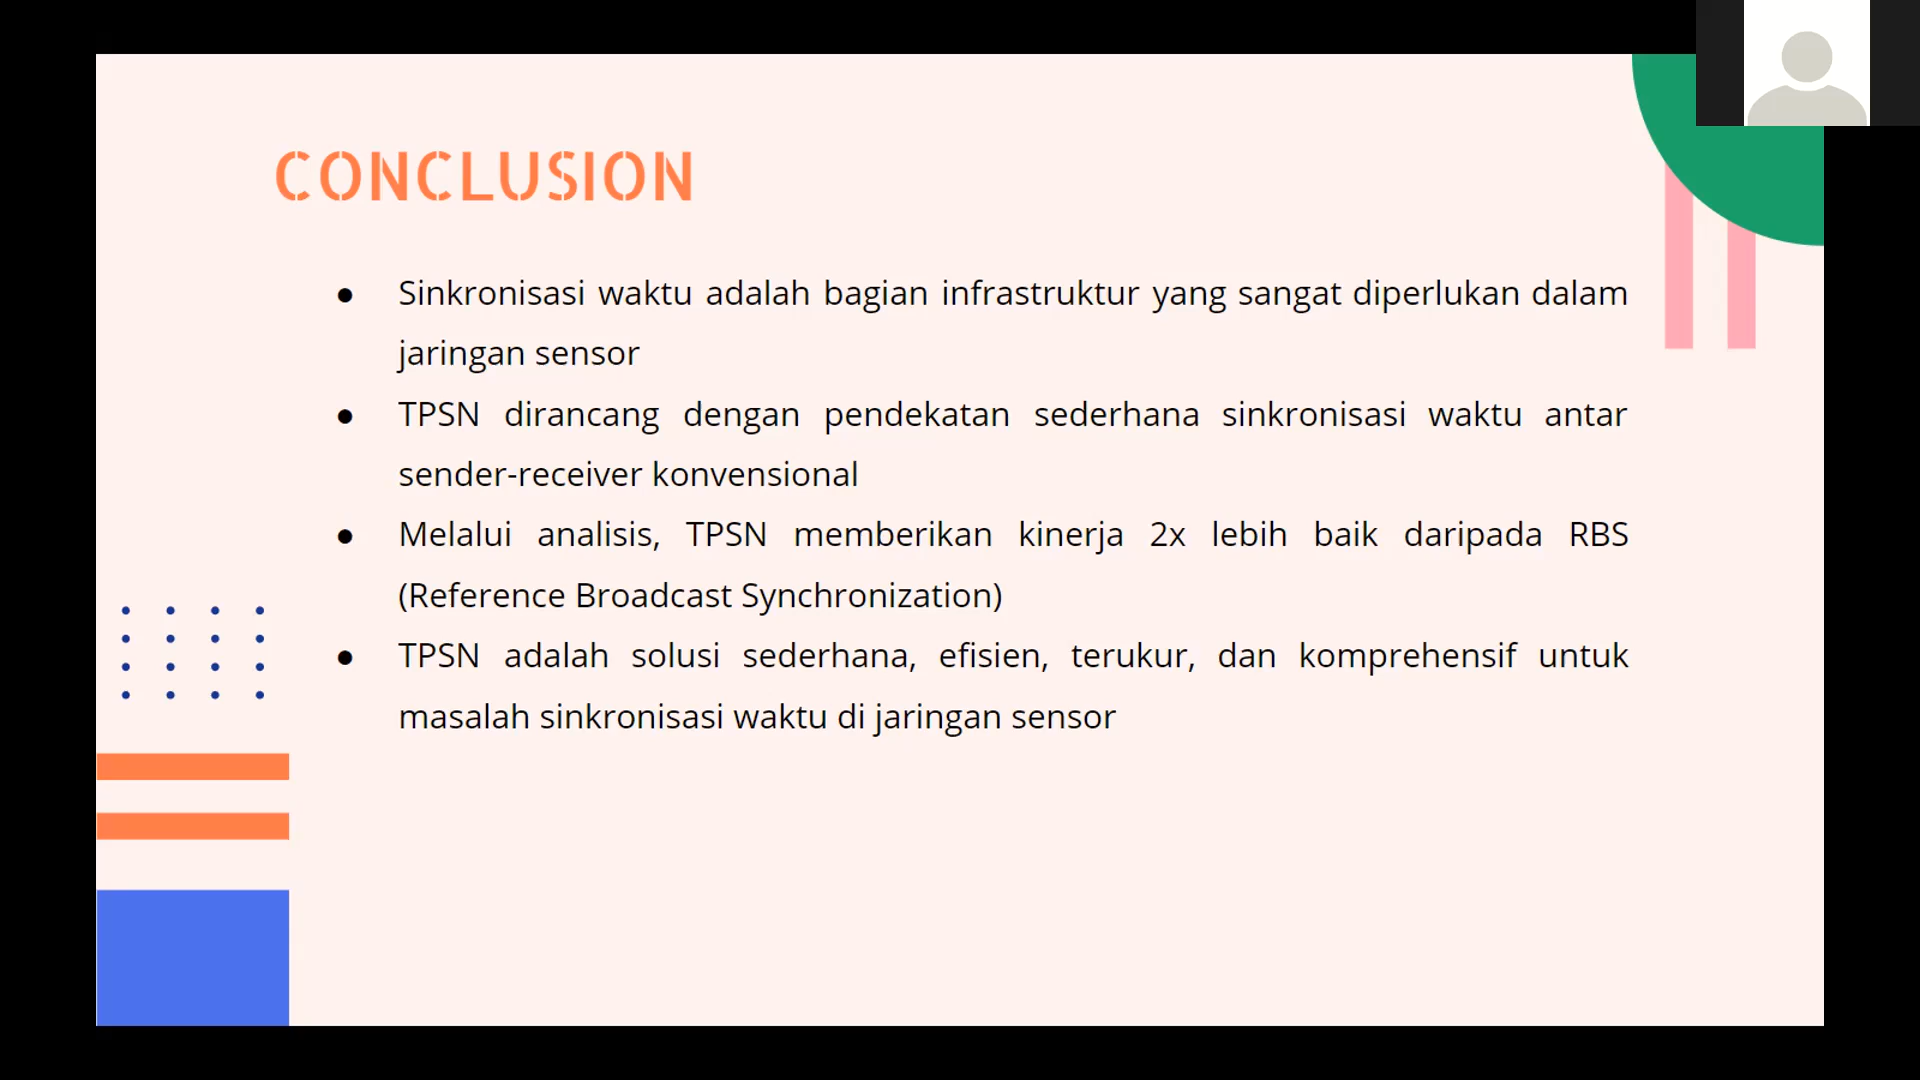 CONCLUSION
● Sinkronisasi waktu adalah bagian infrastruktur yang sangat diperlukan dalam
jaringan sensor
● TPSN dirancang dengan pendekatan sederhana sinkronisasi waktu antar
sender-receiver konvensional
● Melalui analisis, TPSN memberikan kinerja 2x lebih baik daripada RBS
(Reference Broadcast Synchronization)
● TPSN adalah solusi sederhana, efisien, terukur, dan komprehensif untuk
masalah sinkronisasi waktu di jaringan sensor